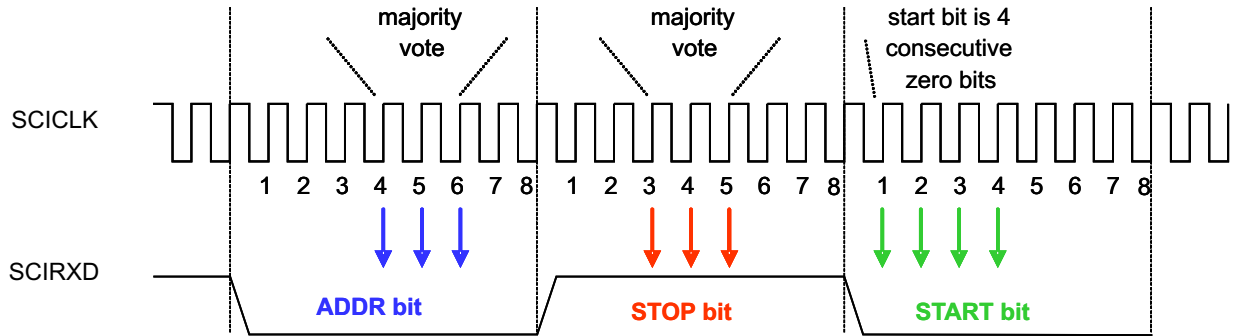 majority
vote
majority
vote
start bit is 4
consecutive
zero bits
SCICLK
1 2 3 4 5 6 7 8 1 2 3 4 5 6 7 8 1 2 3 4 5 6 7 8
SCIRXD
ADDR bit STOP bit START bit